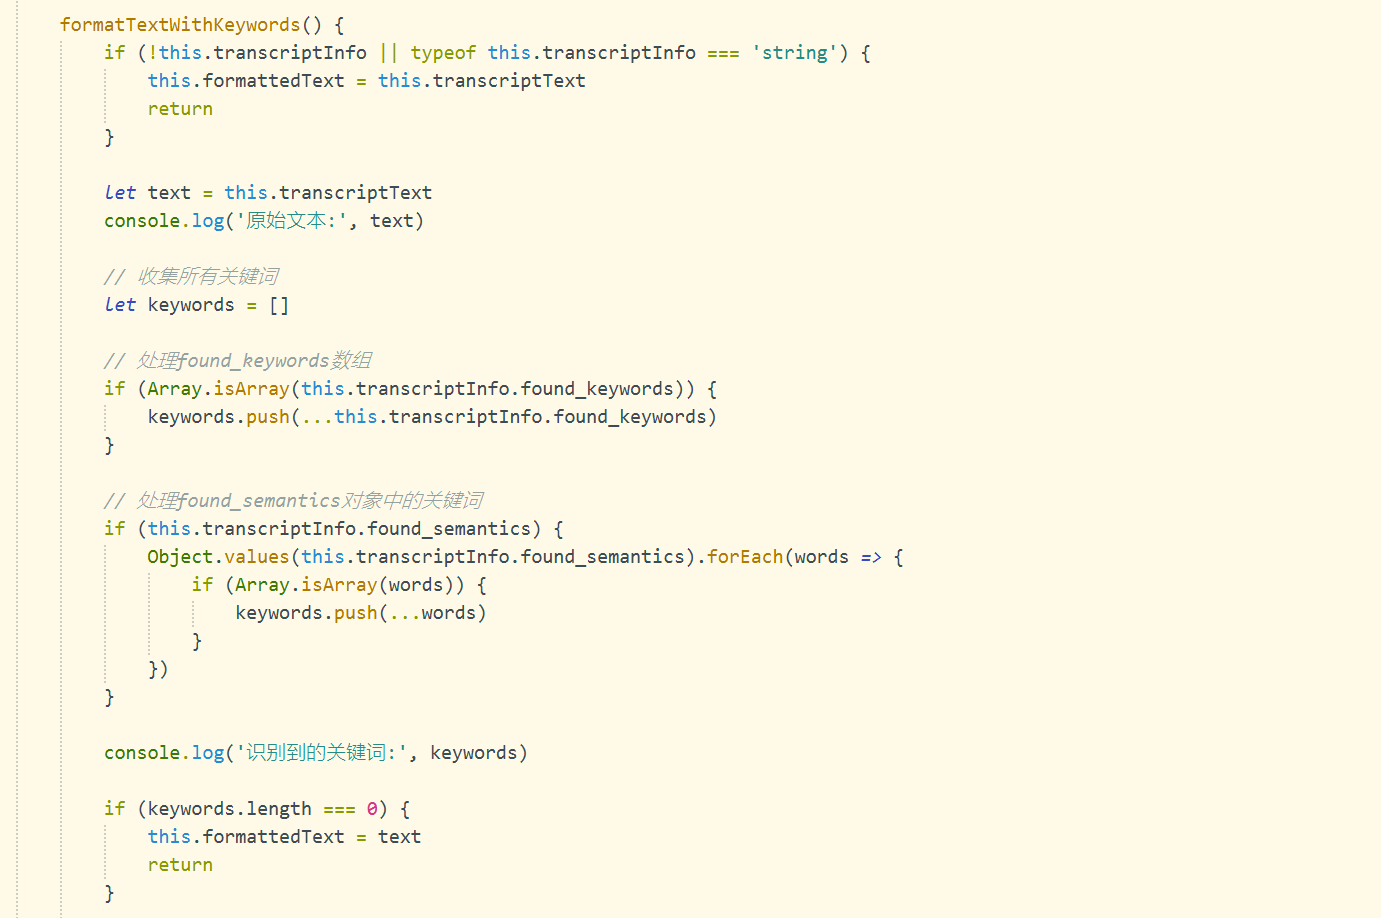 formatTextWithKeywords() {
if (!this.transcriptInfo || typeof this.transcriptInfo === 'string') {
this.formattedText = this.transcriptText
return
}
let text = this.transcriptText
console.log('原始文本:', text)
// 收集所有关键词
let keywords = []
// 处理found_keywords数组
if (Array.isArray(this.transcriptInfo.found_keywords)) {
keywords.push(...this.transcriptInfo.found_keywords)
}
// 处理found_semantics对象中的关键词
if (this.transcriptInfo.found_semantics) {
Object.values(this.transcriptInfo.found_semantics).forEach(words => {
if (Array.isArray(words)) {
keywords.push(...words)
}
})
}
console.log('识别到的关键词:', keywords)
if (keywords.length === 0) {
this.formattedText = text
return
}